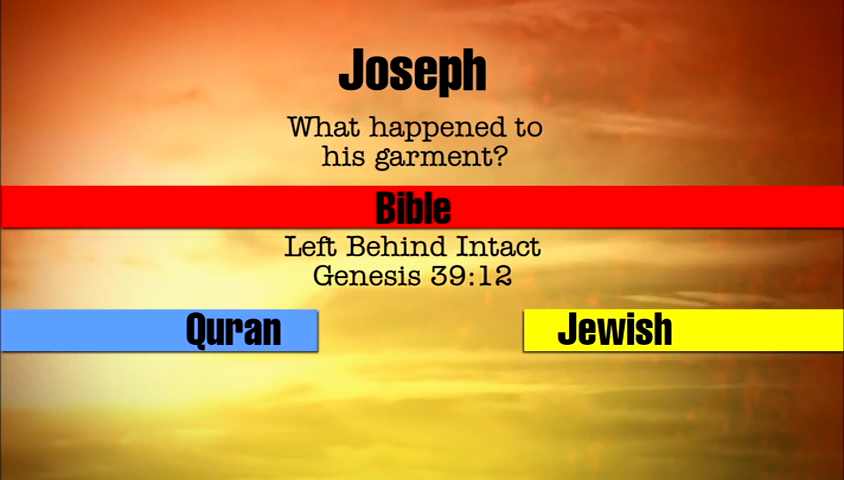 Joseph
What happened to
his garment?
Bible
Left Behind Intact
Genesis 39:12
Quran
Jewish